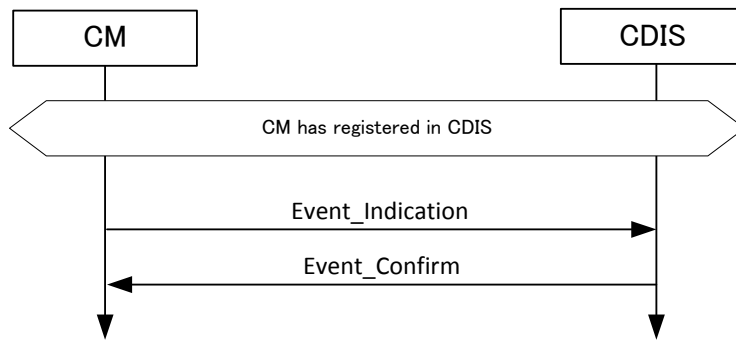 CM
CDIS
CM has registered in CDIS
Event_Indication
Event_Confirm